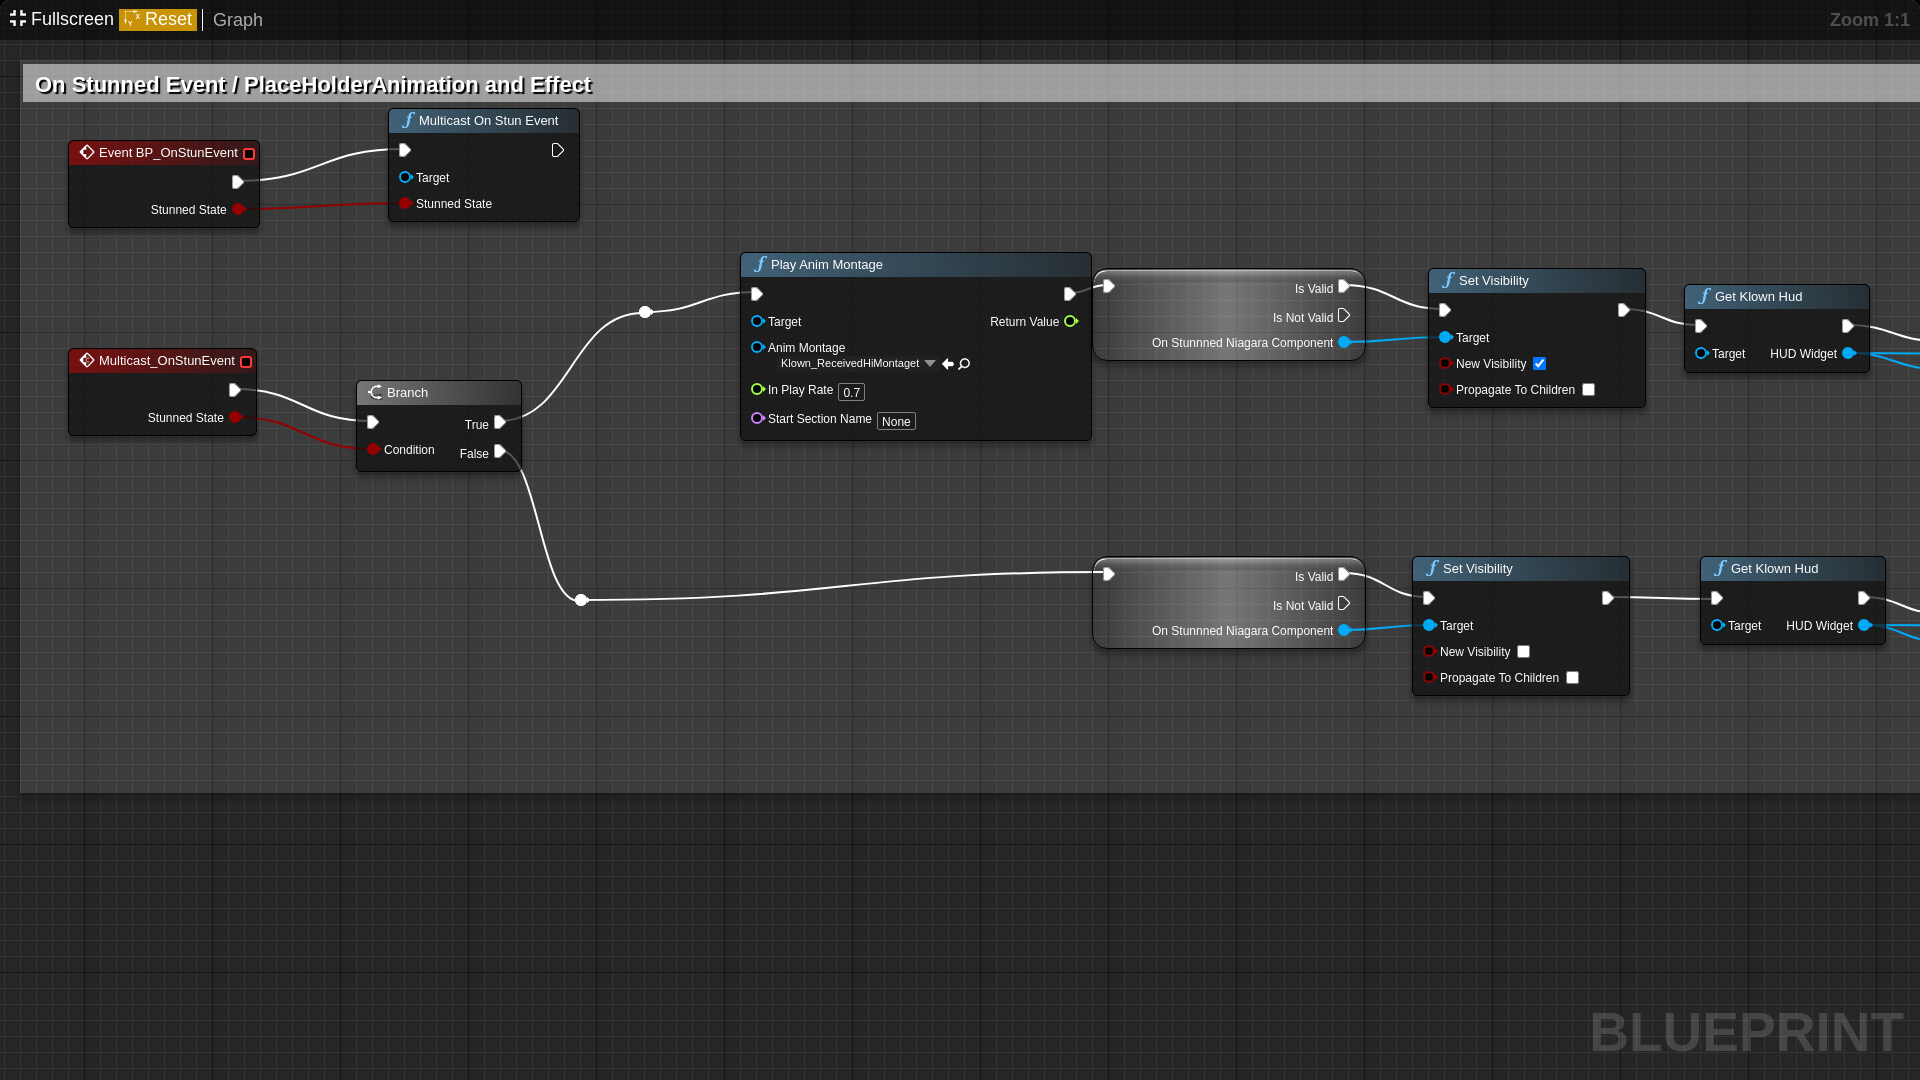 Fullscreen Reset Graph
Zoom 1:1
On Stunned Event / PlaceHolderAnimation and Effect
Event BP_OnStunEvent
Stunned State
Multicast On Stun Event
Target
Stunned State
Multicast_OnStunEvent
Stunned State
Branch
True
Condition
False
Play Anim Montage
Target
Return Value
Anim Montage
Klown_ReceivedHiMontaget
In Play Rate 0.7
Start Section Name None
Is Valid
Is Not Valid
On Stunnned Niagara Component
Set Visibility
Target
New Visibility
Propagate To Children
Get Klown Hud
Target HUD Widget
Is Valid
Is Not Valid
On Stunnned Niagara Component
Set Visibility
Target
New Visibility
Propagate To Children
Get Klown Hud
Target HUD Widget
BLUEPRINT